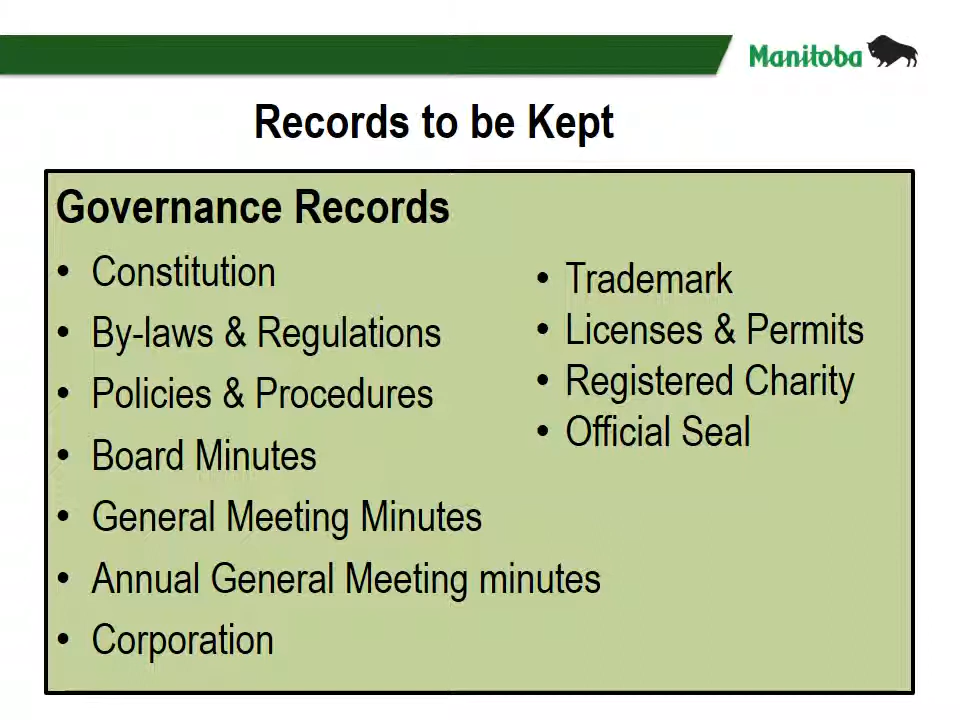 Manitoba
Records to be Kept
Governance Records
• Constitution
• By-laws & Regulations
• Policies & Procedures
• Board Minutes
• General Meeting Minutes
• Annual General Meeting minutes
• Corporation
• Trademark
• Licenses & Permits
• Registered Charity
• Official Seal